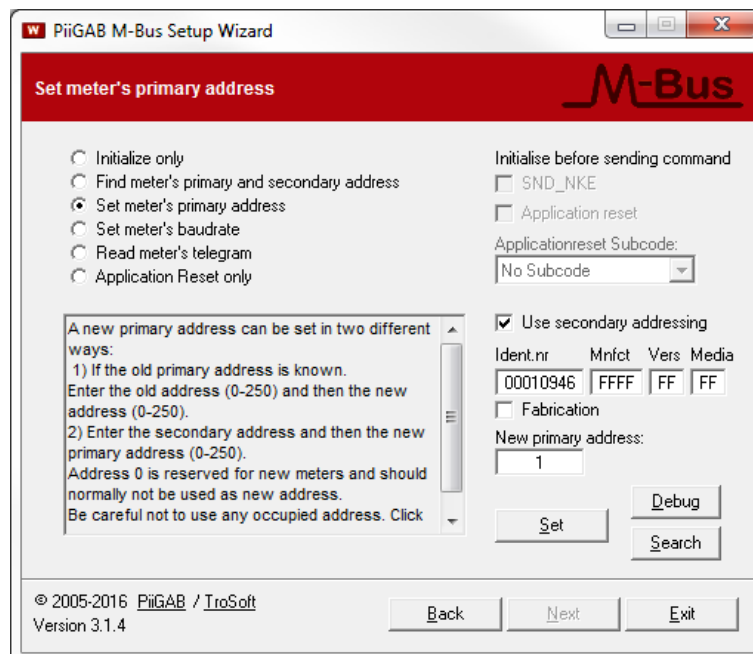 PiiGAB M-Bus Setup Wizard
Set meter's primary address
M-Bus
Initialize only
Find meter's primary and secondary address
Set meter's primary address
Set meter's baudrate
Read meter's telegram
Application Reset only
Initialise before sending command
SND_NKE
Application reset
Applicationreset Subcode:
No Subcode
A new primary address can be set in two different
ways:
1) If the old primary address is known.
Enter the old address (0-250) and then the new
address (0-250).
2) Enter the secondary address and then the new
primary address (0-250).
Address 0 is reserved for new meters and should
normally not be used as new address.
Be careful not to use any occupied address. Click
Use secondary addressing
Ident.nr Mnfct Vers Media
00010946 FFFF FF FF
Fabrication
New primary address:
1
Set
Debug
Search
© 2005-2016 PiiGAB / TroSoft
Version 3.1.4
Back Next Exit